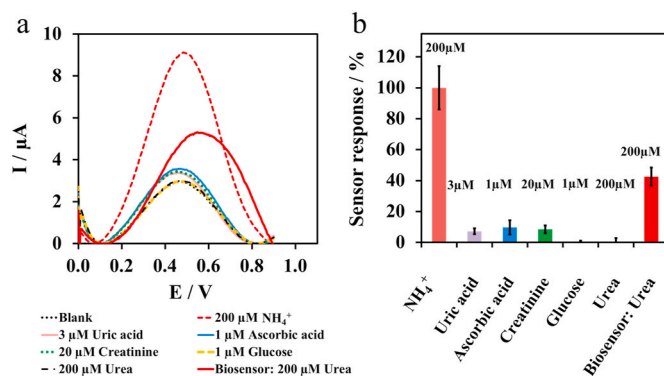 a
10
8
6
4
2
0
I / µA
0.0 0.2 0.4 0.6 0.8 1.0
E / V
Blank
200 µM NH₄⁺
3 µM Uric acid
1 µM Ascorbic acid
20 µM Creatinine
1 µM Glucose
200 µM Urea
Biosensor: 200 µM Urea
b
120
100
80
60
40
20
0
Sensor response / %
200µM
3µM
1µM
20µM
1µM
200µM
200µM
NH₄⁺
Uric acid
Ascorbic acid
Creatinine
Glucose
Urea
Biosensor: Urea